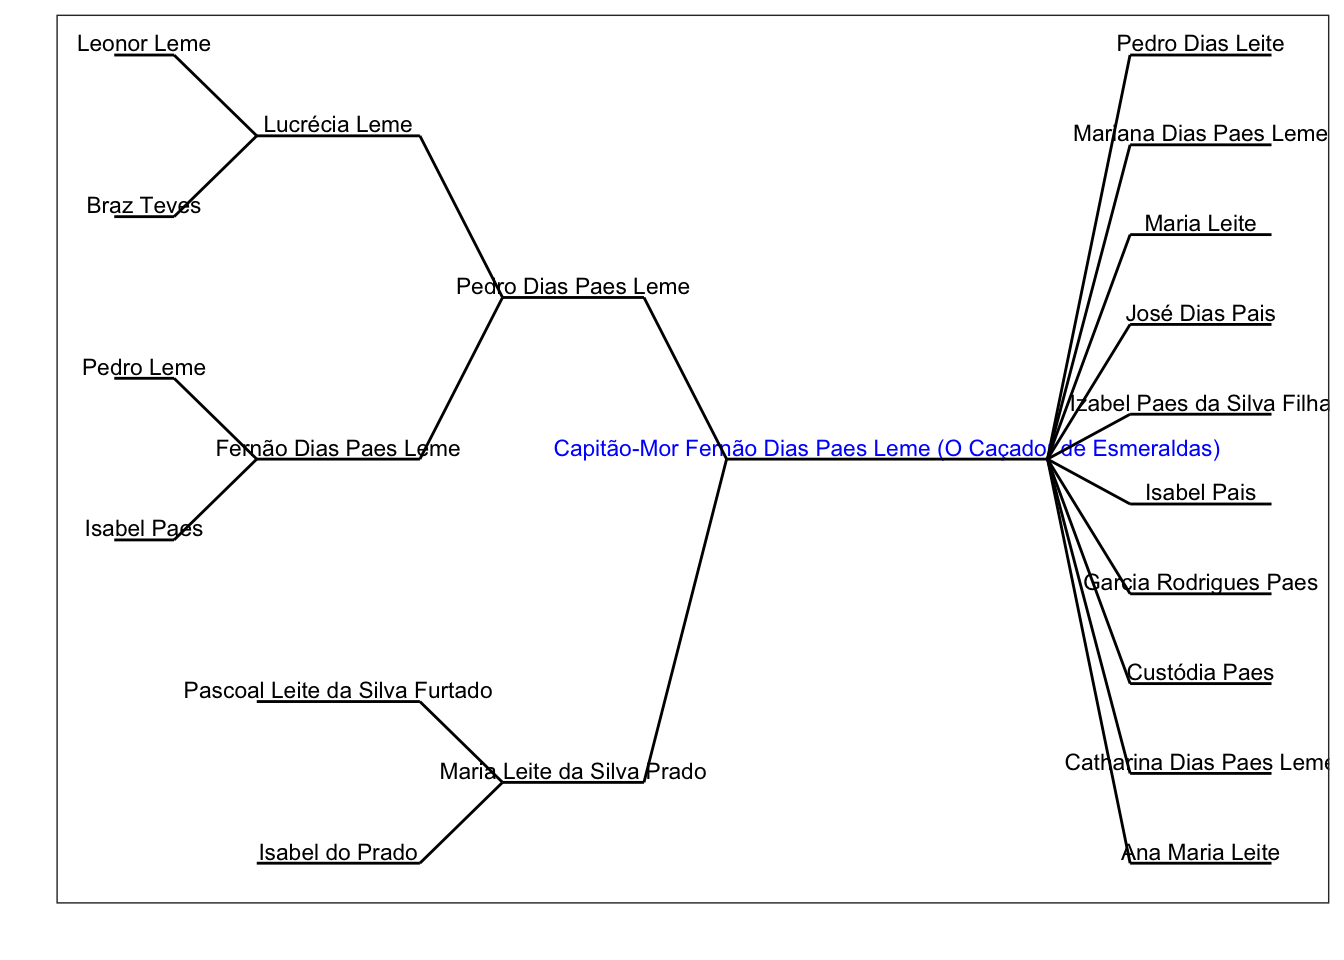 Leonor Leme
Pedro Dias Leite
Lucrécia Leme
Mariana Dias Paes Leme
Braz Teves
Maria Leite
Pedro Dias Paes Leme
José Dias Pais
Pedro Leme
Izabel Paes da Silva Filha
Fernão Dias Paes Leme
Capitão-Mor Fernão Dias Paes Leme (O Caçador de Esmeraldas)
Isabel Pais
Isabel Paes
Garcia Rodrigues Paes
Custódia Paes
Pascoal Leite da Silva Furtado
Catharina Dias Paes Leme
Maria Leite da Silva Prado
Isabel do Prado
Ana Maria Leite